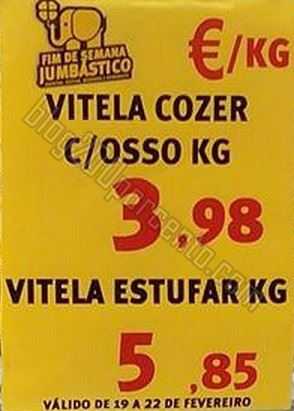 FIM DE SEMANA
JUMBÁSTICO
€/KG
VITELA COZER
C/OSSO KG
3,98
VITELA ESTUFAR KG
5,85
VÁLIDO DE 19 A 22 DE FEVEREIRO